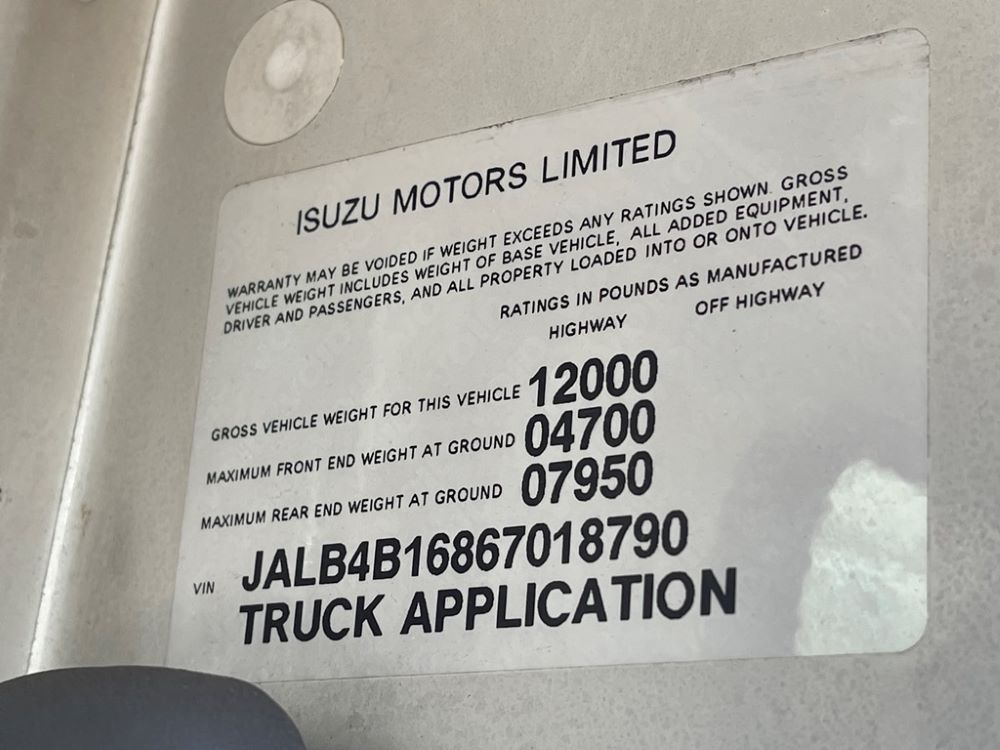 ISUZU MOTORS LIMITED
WARRANTY MAY BE VOIDED IF WEIGHT EXCEEDS ANY RATINGS SHOWN. GROSS
VEHICLE WEIGHT INCLUDES WEIGHT OF BASE VEHICLE, ALL ADDED EQUIPMENT,
DRIVER AND PASSENGERS, AND ALL PROPERTY LOADED INTO OR ONTO VEHICLE.
RATINGS IN POUNDS AS MANUFACTURED
HIGHWAY OFF HIGHWAY
GROSS VEHICLE WEIGHT FOR THIS VEHICLE 12000
MAXIMUM FRONT END WEIGHT AT GROUND 04700
MAXIMUM REAR END WEIGHT AT GROUND 07950
VIN JALB4B16867018790
TRUCK APPLICATION